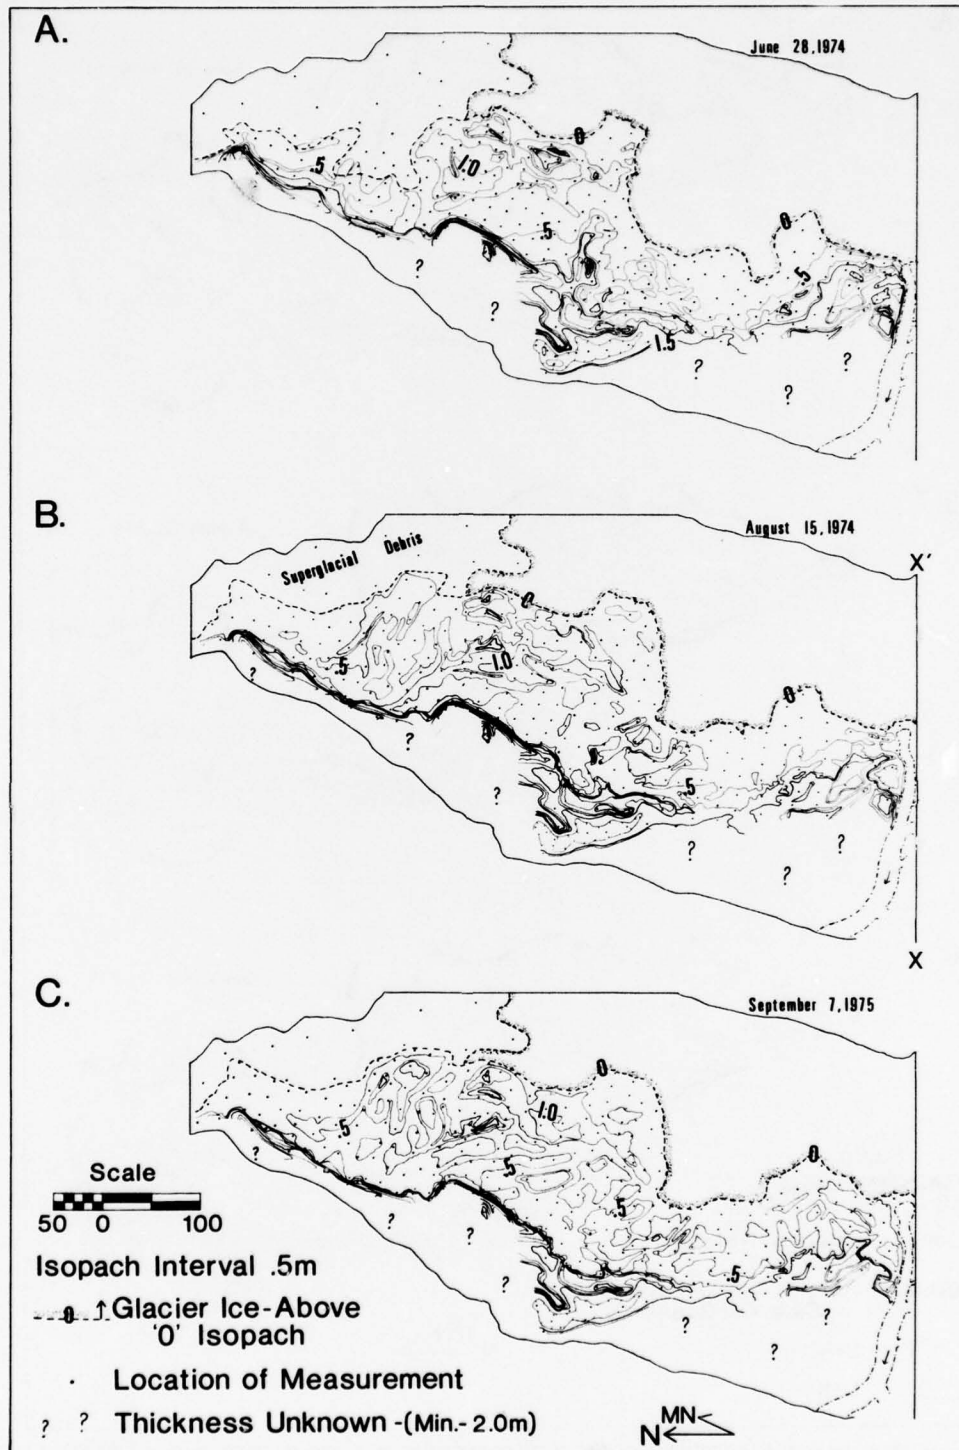 A.
June 28,1974
0
.5
1.0
0
.5
.5
?
?
1.5
?
?
?
B.
August 15,1974
X'
Superglacial Debris
0
.5
1.0
0
?
?
?
.5
?
?
?
X
C.
September 7,1975
0
1.0
.5
.5
0
.5
.5
?
?
?
?
?
?
?
Scale
50 0 100
Isopach Interval .5m
0 ↑ Glacier Ice-Above
'0' Isopach
· Location of Measurement
? ? Thickness Unknown -(Min.- 2.0m)
MN
N